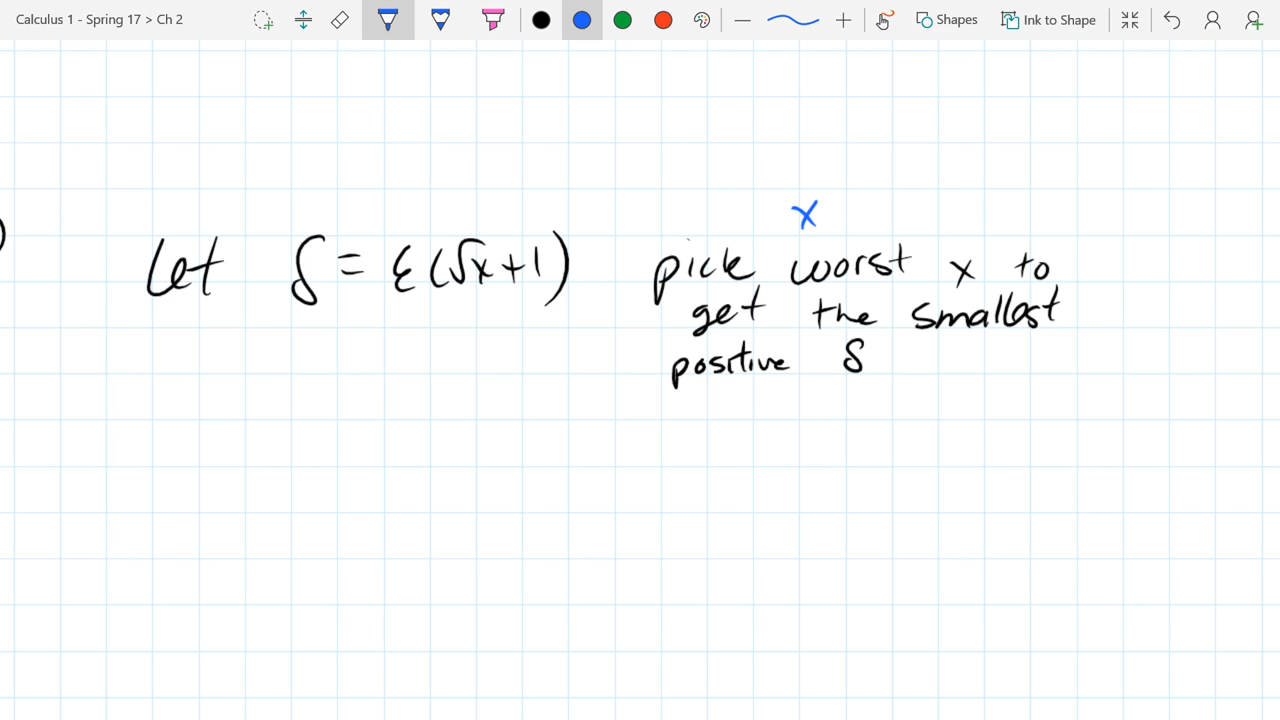 Calculus 1 - Spring 17 > Ch 2
Shapes
Ink to Shape
x
)
Let δ = ε(√x+1)
pick worst x to
get the smallest
positive δ